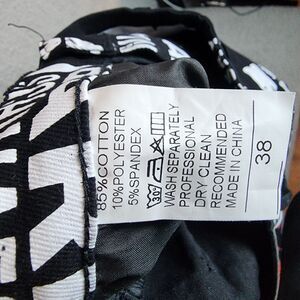 85%COTTON
10%POLYESTER
5%SPANDEX
WASH SEPARATELY
PROFESSIONAL
DRY CLEAN
RECOMMENDED
MADE IN CHINA
38